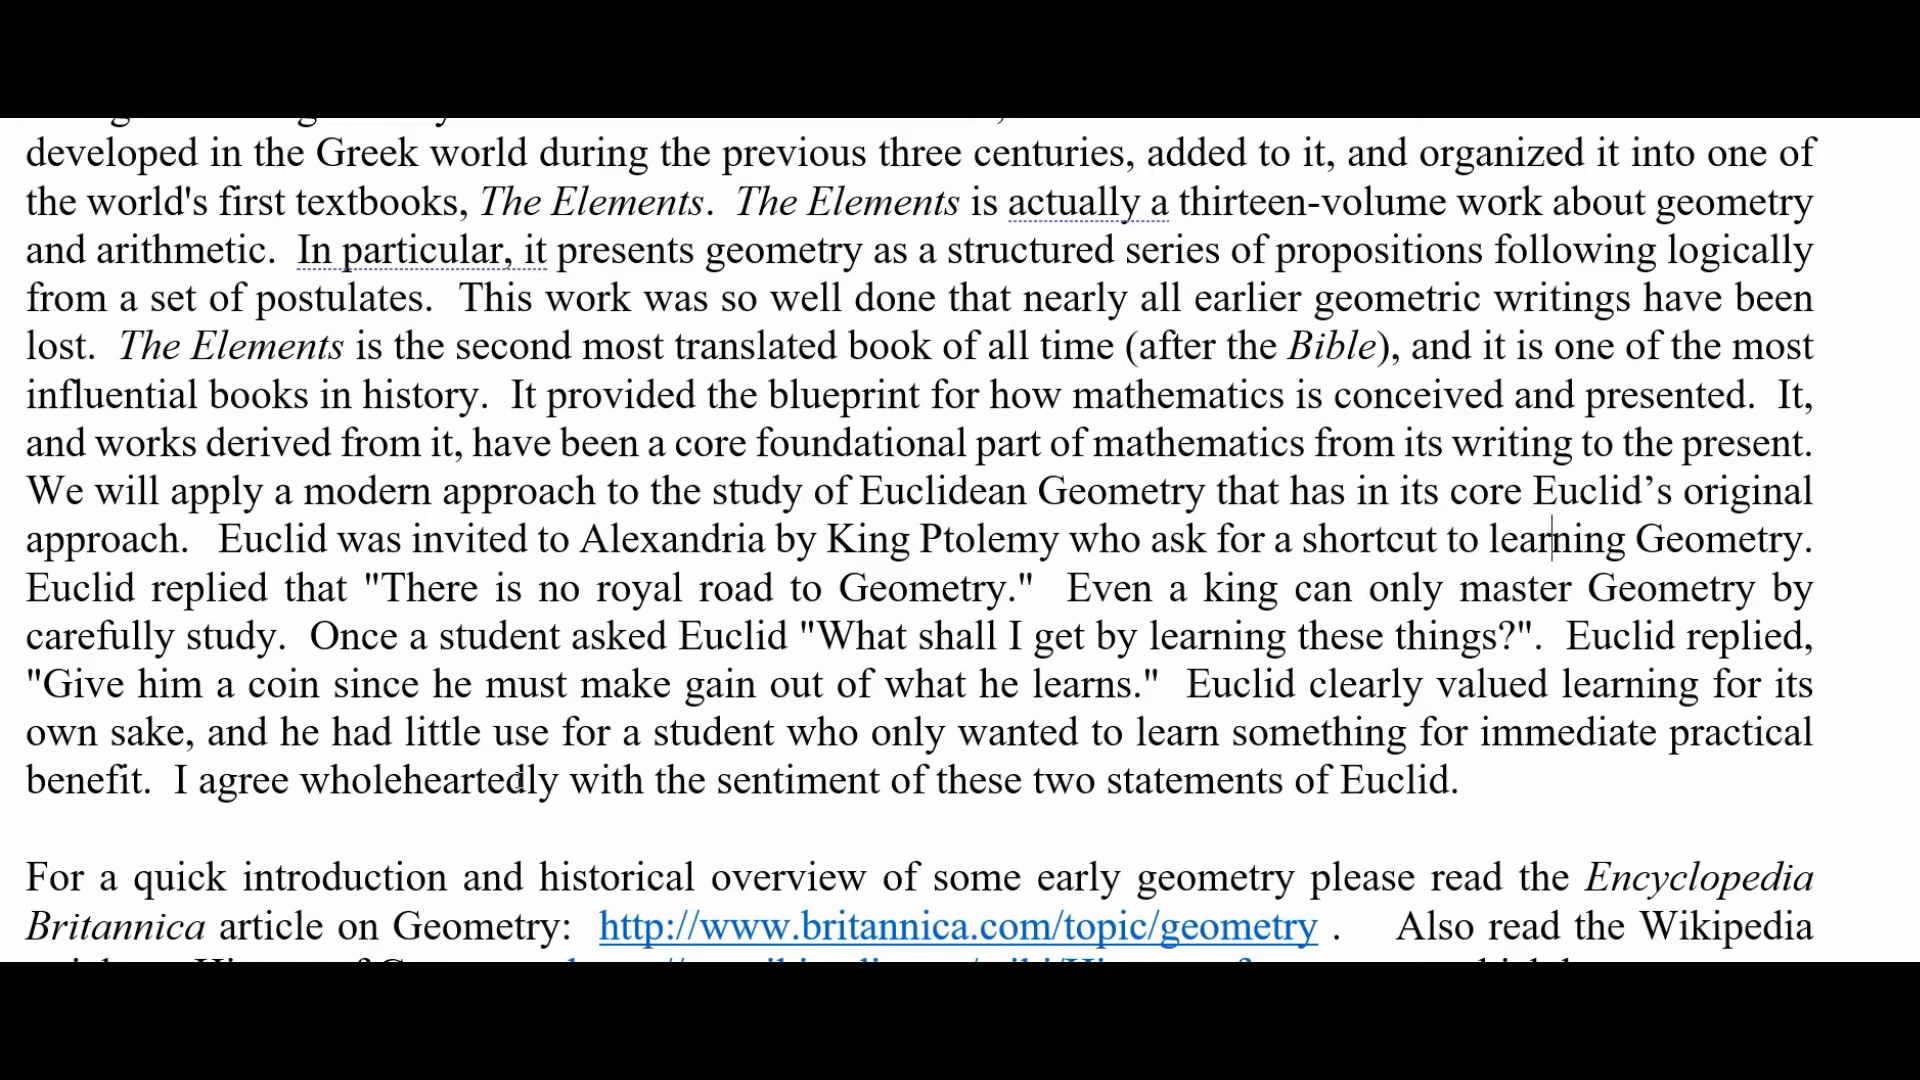 developed in the Greek world during the previous three centuries, added to it, and organized it into one of
the world's first textbooks, The Elements.  The Elements is actually a thirteen-volume work about geometry
and arithmetic.  In particular, it presents geometry as a structured series of propositions following logically
from a set of postulates.  This work was so well done that nearly all earlier geometric writings have been
lost.  The Elements is the second most translated book of all time (after the Bible), and it is one of the most
influential books in history.  It provided the blueprint for how mathematics is conceived and presented.  It,
and works derived from it, have been a core foundational part of mathematics from its writing to the present.
We will apply a modern approach to the study of Euclidean Geometry that has in its core Euclid’s original
approach.   Euclid was invited to Alexandria by King Ptolemy who ask for a shortcut to learning Geometry.
Euclid replied that "There is no royal road to Geometry."  Even a king can only master Geometry by
carefully study.  Once a student asked Euclid "What shall I get by learning these things?".  Euclid replied,
"Give him a coin since he must make gain out of what he learns."  Euclid clearly valued learning for its
own sake, and he had little use for a student who only wanted to learn something for immediate practical
benefit.  I agree wholeheartedly with the sentiment of these two statements of Euclid.
For a quick introduction and historical overview of some early geometry please read the Encyclopedia
Britannica article on Geometry:  http://www.britannica.com/topic/geometry .   Also read the Wikipedia